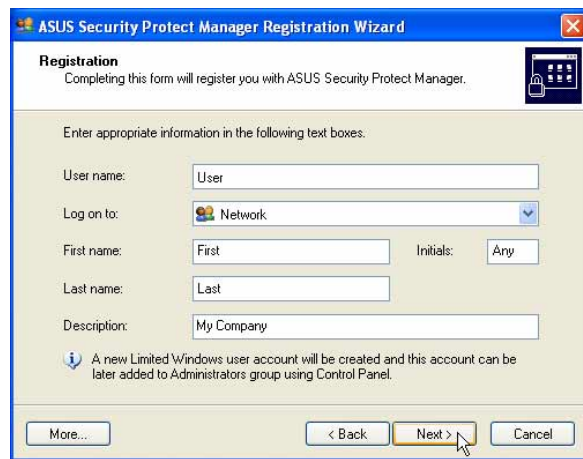 ASUS Security Protect Manager Registration Wizard
Registration
Completing this form will register you with ASUS Security Protect Manager.
Enter appropriate information in the following text boxes.
User name: User
Log on to: Network
First name: First Initials: Any
Last name: Last
Description: My Company
A new Limited Windows user account will be created and this account can be
later added to Administrators group using Control Panel.
More... < Back Next > Cancel